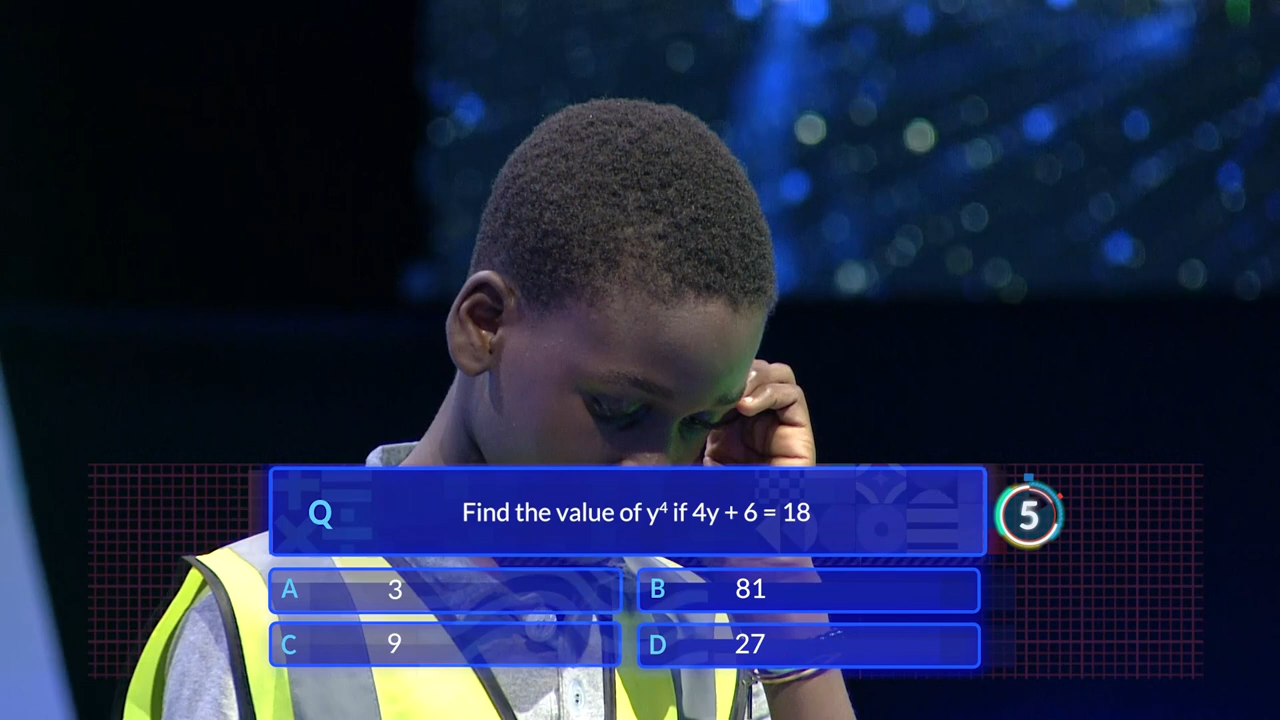 Q Find the value of y⁴ if 4y + 6 = 18
5
A 3
B 81
C 9
D 27